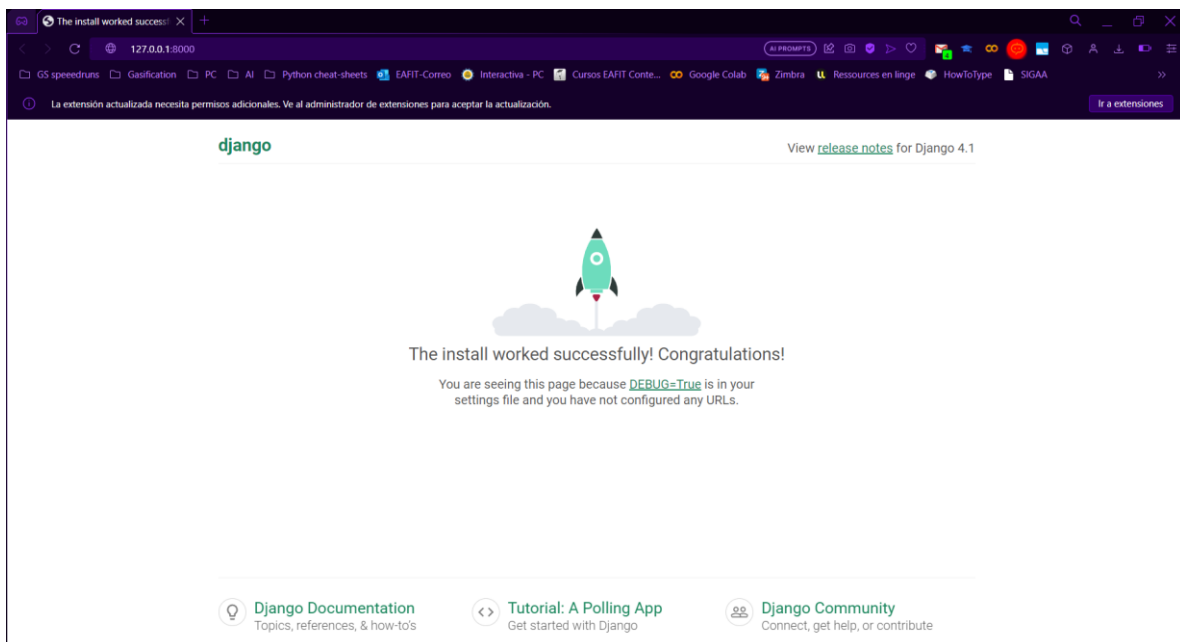 The install worked success
127.0.0.1:8000
AI PROMPTS
4
GS speeedruns Gasification PC AI Python cheat-sheets EAFIT-Correo Interactiva - PC Cursos EAFIT Conte... Google Colab Zimbra Ressources en linge HowToType SIGAA
La extensión actualizada necesita permisos adicionales. Ve al administrador de extensiones para aceptar la actualización. Ir a extensiones
django View release notes for Django 4.1
The install worked successfully! Congratulations!
You are seeing this page because DEBUG=True is in your
settings file and you have not configured any URLs.
Django Documentation Tutorial: A Polling App Django Community
Topics, references, & how-to's Get started with Django Connect, get help, or contribute